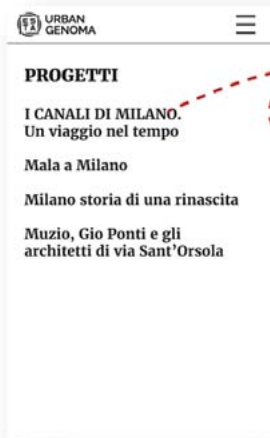 URBAN
GENOMA
PROGETTI
I CANALI DI MILANO.
Un viaggio nel tempo
Mala a Milano
Milano storia di una rinascita
Muzio, Gio Ponti e gli
architetti di via Sant’Orsola